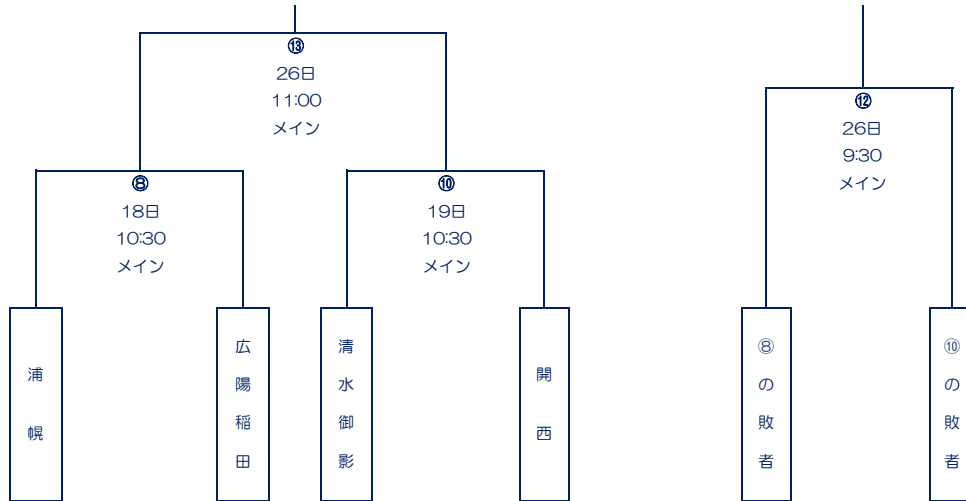 ⑬
26日
11:00
メイン
⑫
26日
9:30
メイン
⑧
18日
10:30
メイン
⑩
19日
10:30
メイン
浦幌
広陽稲田
清水御影
開西
⑧の敗者
⑩の敗者